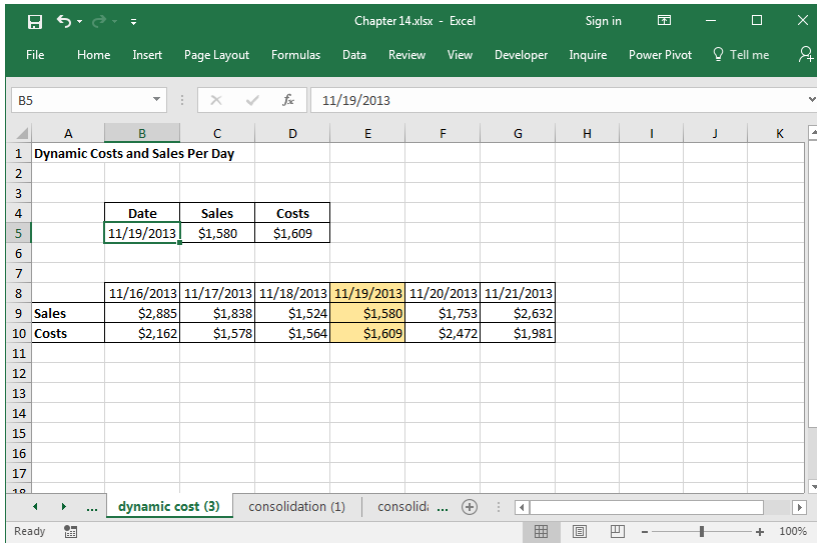 Chapter 14.xlsx - Excel
Sign in
File Home Insert Page Layout Formulas Data Review View Developer Inquire Power Pivot Tell me
B5 fx 11/19/2013
A B C D E F G H I J K
1 Dynamic Costs and Sales Per Day
2
3
4 Date Sales Costs
5 11/19/2013 $1,580 $1,609
6
7
8 11/16/2013 11/17/2013 11/18/2013 11/19/2013 11/20/2013 11/21/2013
9 Sales $2,885 $1,838 $1,524 $1,580 $1,753 $2,632
10 Costs $2,162 $1,578 $1,564 $1,609 $2,472 $1,981
11
12
13
14
15
16
17
18
... dynamic cost (3) consolidation (1) consolid ...
Ready 100%